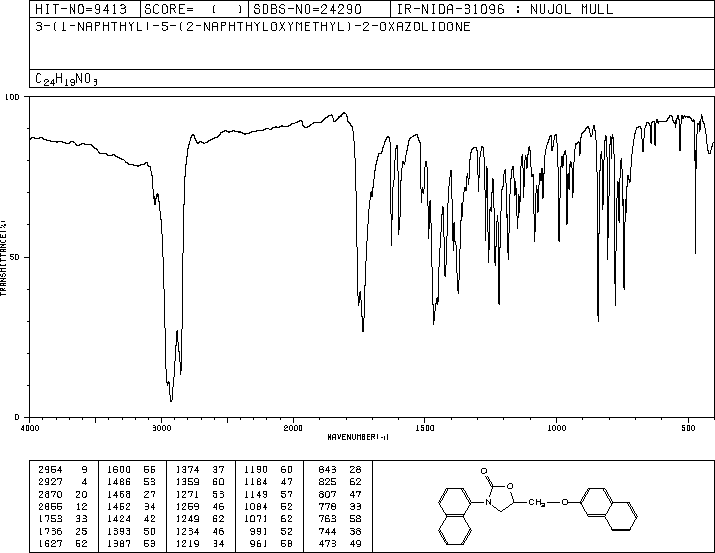 HIT-NO=9413 SCORE= ( ) SDBS-NO=24290 IR-NIDA-31096 : NUJOL MULL
3-(1-NAPHTHYL)-5-(2-NAPHTHYLOXYMETHYL)-2-OXAZOLIDONE
C24H19NO3
100
TRANSMITTANCE(%)
50
0
4000 3000 2000 1500 1000 500
WAVENUMBER(-1)
2954 9 1600 55 1374 37 1190 60 843 28
2927 4 1486 53 1359 60 1184 47 825 62
2870 20 1468 27 1271 53 1149 57 807 47
2855 12 1452 34 1259 46 1084 52 778 33
1753 33 1424 42 1249 62 1071 62 763 58
1736 25 1393 50 1234 46 991 52 744 38
1627 52 1387 53 1219 34 961 58 473 49
O
O
N CH2 O